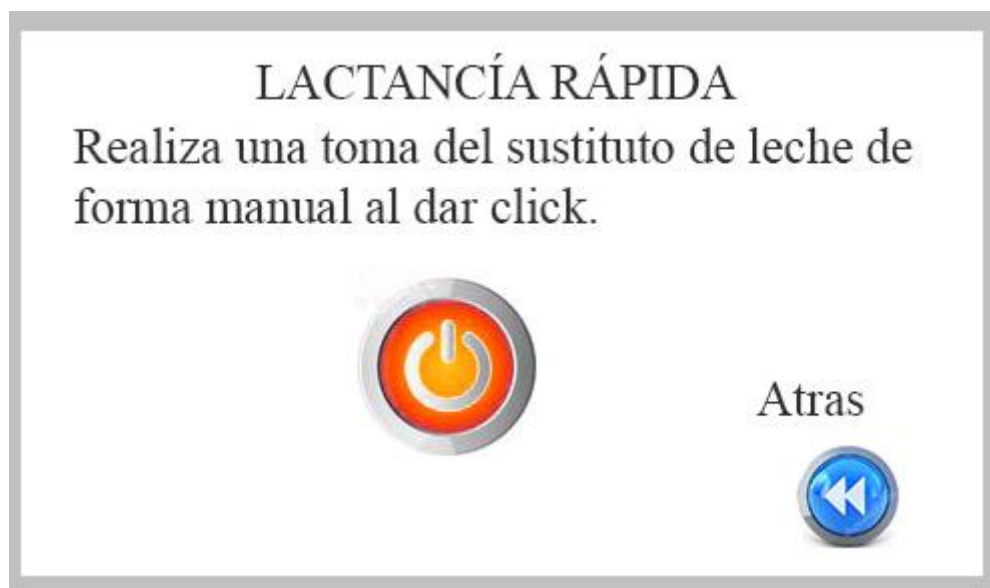 LACTANCÍA RÁPIDA
Realiza una toma del sustituto de leche de
forma manual al dar click.
Atras